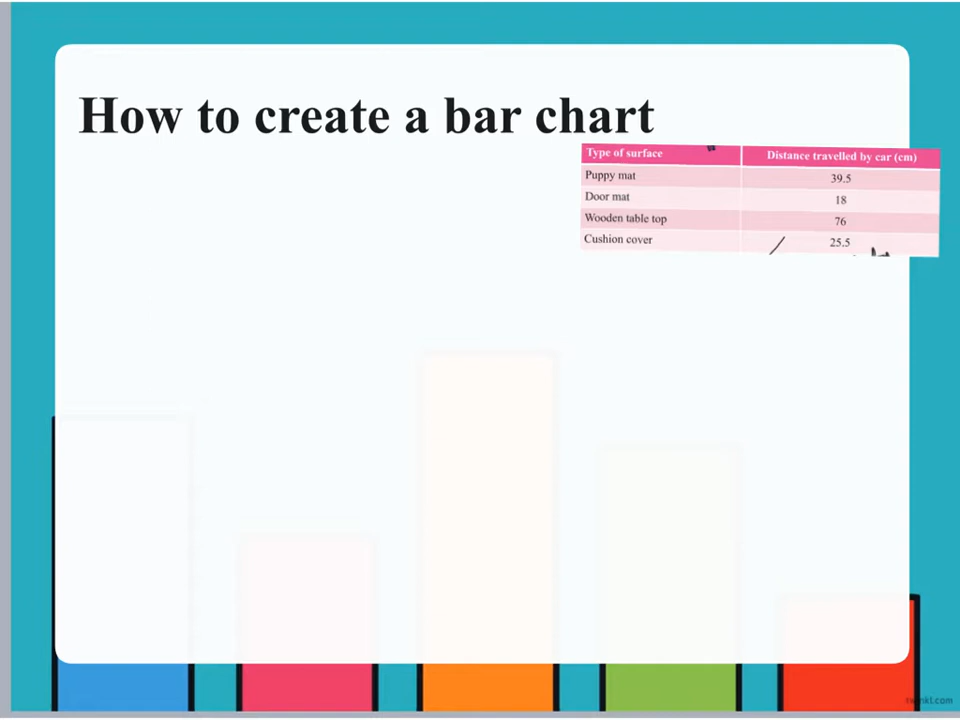 How to create a bar chart
Type of surface Distance travelled by car (cm)
Puppy mat 39.5
Door mat 18
Wooden table top 76
Cushion cover 25.5